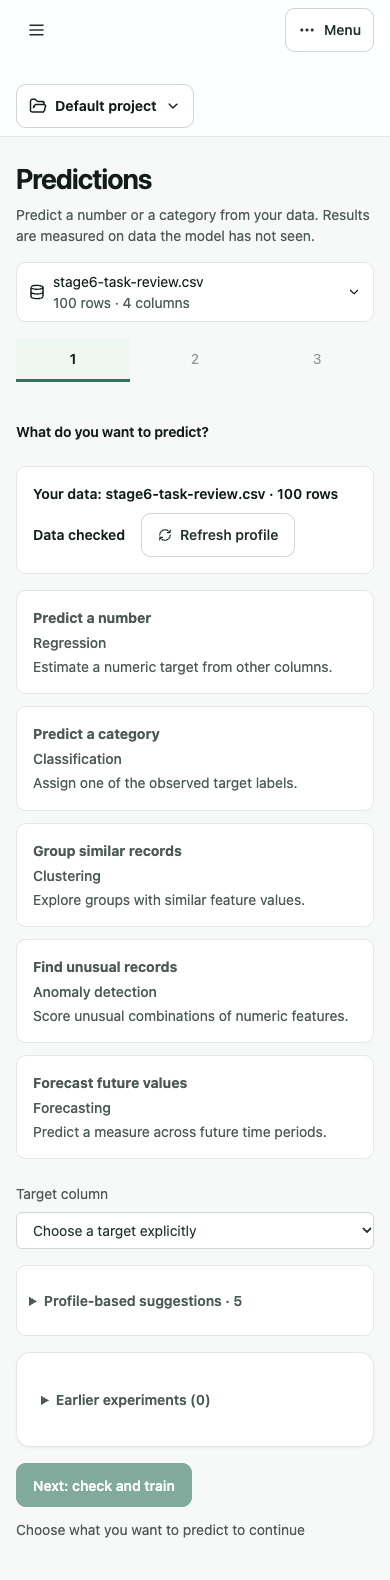 Menu
Default project
Predictions
Predict a number or a category from your data. Results
are measured on data the model has not seen.
stage6-task-review.csv
100 rows · 4 columns
1
2
3
What do you want to predict?
Your data: stage6-task-review.csv · 100 rows
Data checked
Refresh profile
Predict a number
Regression
Estimate a numeric target from other columns.
Predict a category
Classification
Assign one of the observed target labels.
Group similar records
Clustering
Explore groups with similar feature values.
Find unusual records
Anomaly detection
Score unusual combinations of numeric features.
Forecast future values
Forecasting
Predict a measure across future time periods.
Target column
Choose a target explicitly
Profile-based suggestions · 5
Earlier experiments (0)
Next: check and train
Choose what you want to predict to continue